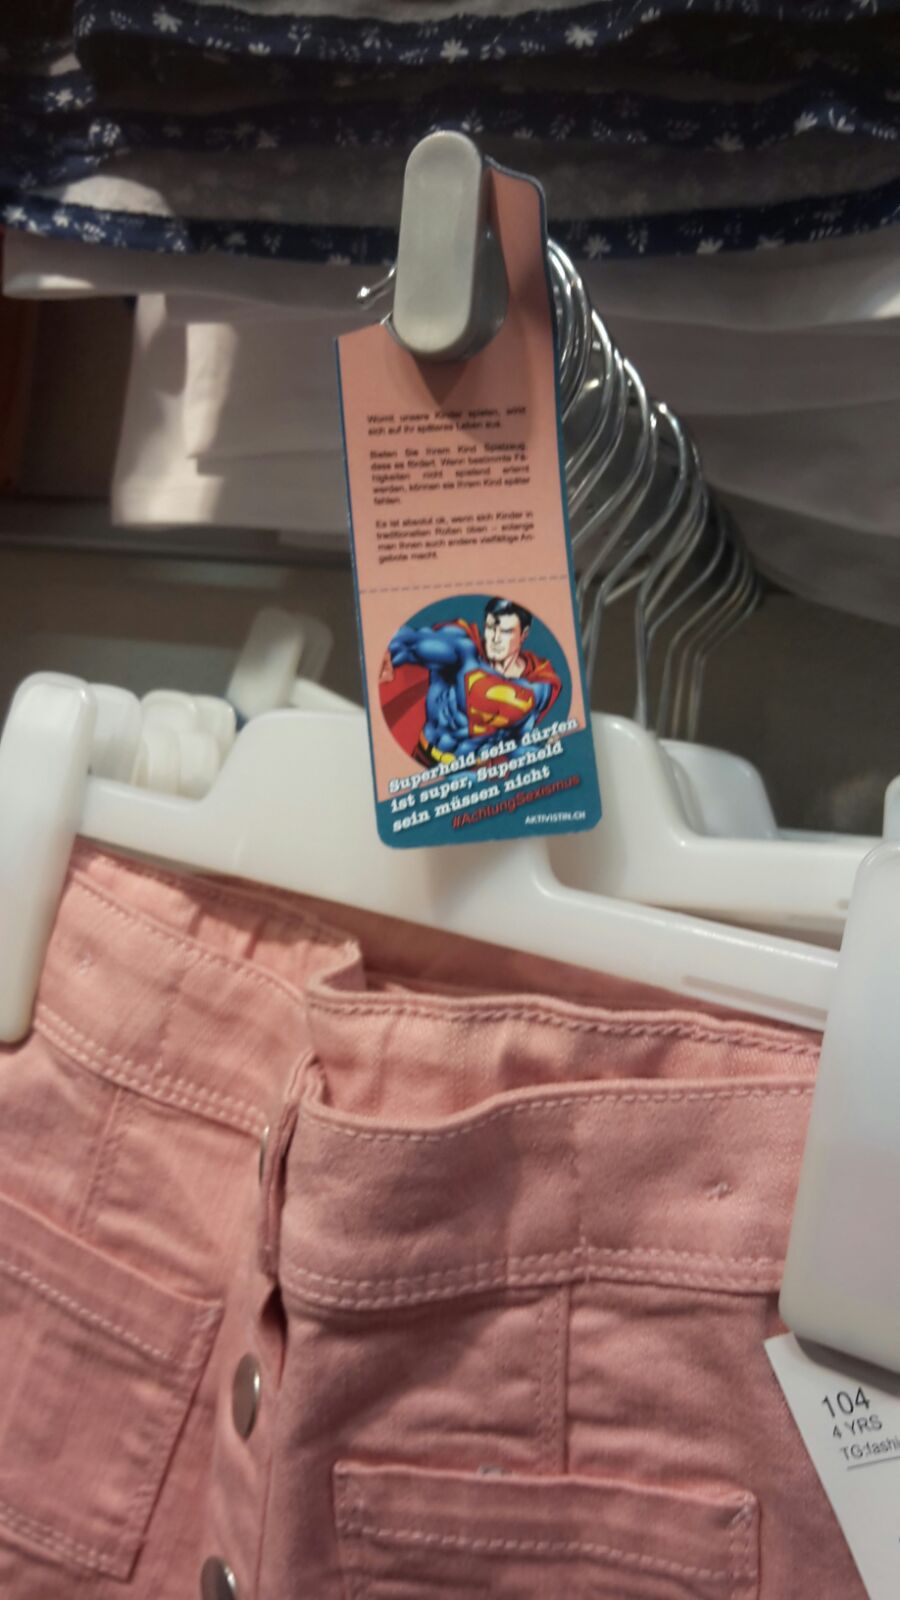 Womit unsere Kinder spielen, wirkt
sich auf ihr späteres Leben aus.
Bieten Sie Ihrem Kind Spielzeug,
dass es fördert. Wenn bestimmte Fä-
higkeiten nicht spielend erlernt
werden, können sie Ihrem Kind später
fehlen.
Es ist absolut ok, wenn sich Kinder in
traditionellen Rollen üben – solange
man ihnen auch andere vielfältige An-
gebote macht.
Superheld sein dürfen
ist super, Superheld
sein müssen nicht
#AchtungSexismus
AKTIVISTIN.CH
104
4 YRS